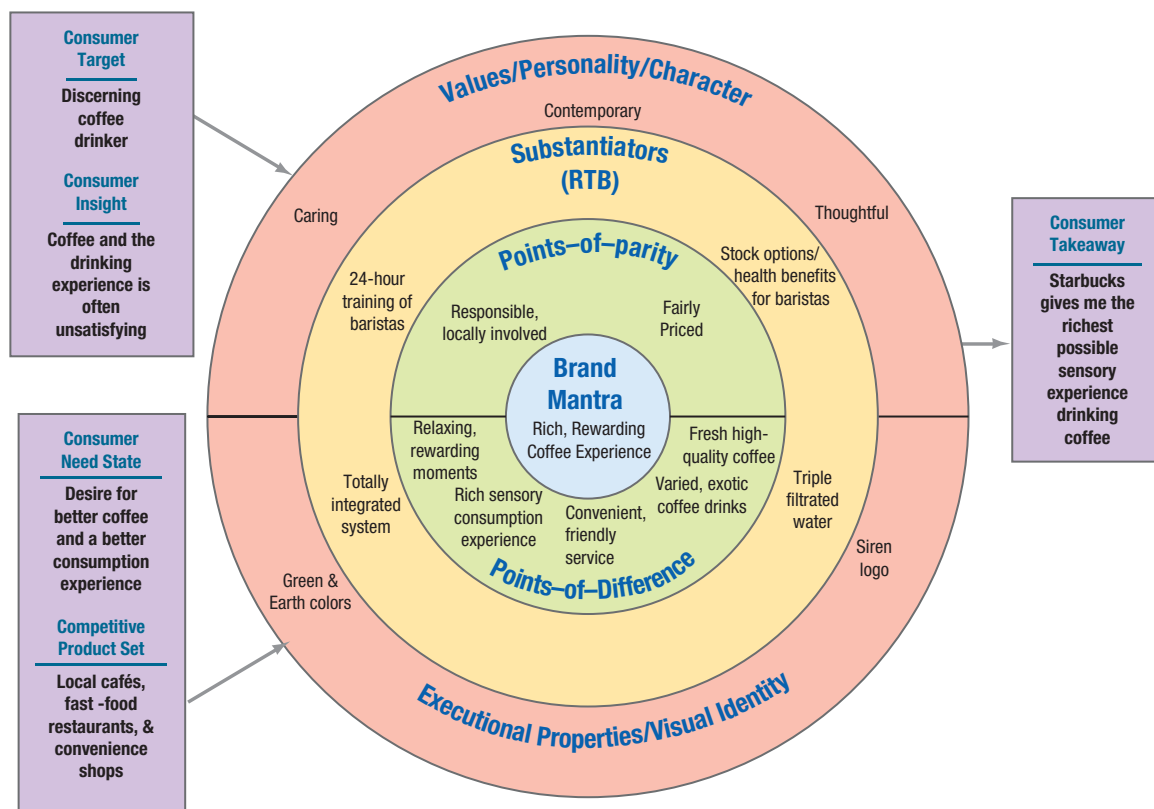 Consumer
Target
Discerning
coffee
drinker
Consumer
Insight
Coffee and the
drinking
experience is
often
unsatisfying
Consumer
Need State
Desire for
better coffee
and a better
consumption
experience
Competitive
Product Set
Local cafés,
fast -food
restaurants, &
convenience
shops
Values/Personality/Character
Contemporary
Caring
Thoughtful
Substantiators
(RTB)
24-hour
training of
baristas
Stock options/
health benefits
for baristas
Points–of–parity
Responsible,
locally involved
Fairly
Priced
Brand
Mantra
Rich, Rewarding
Coffee Experience
Relaxing,
rewarding
moments
Rich sensory
consumption
experience
Convenient,
friendly
service
Fresh high-
quality coffee
Varied, exotic
coffee drinks
Points–of–Difference
Totally
integrated
system
Triple
filtrated
water
Green &
Earth colors
Siren
logo
Executional Properties/Visual Identity
Consumer
Takeaway
Starbucks
gives me the
richest
possible
sensory
experience
drinking
coffee